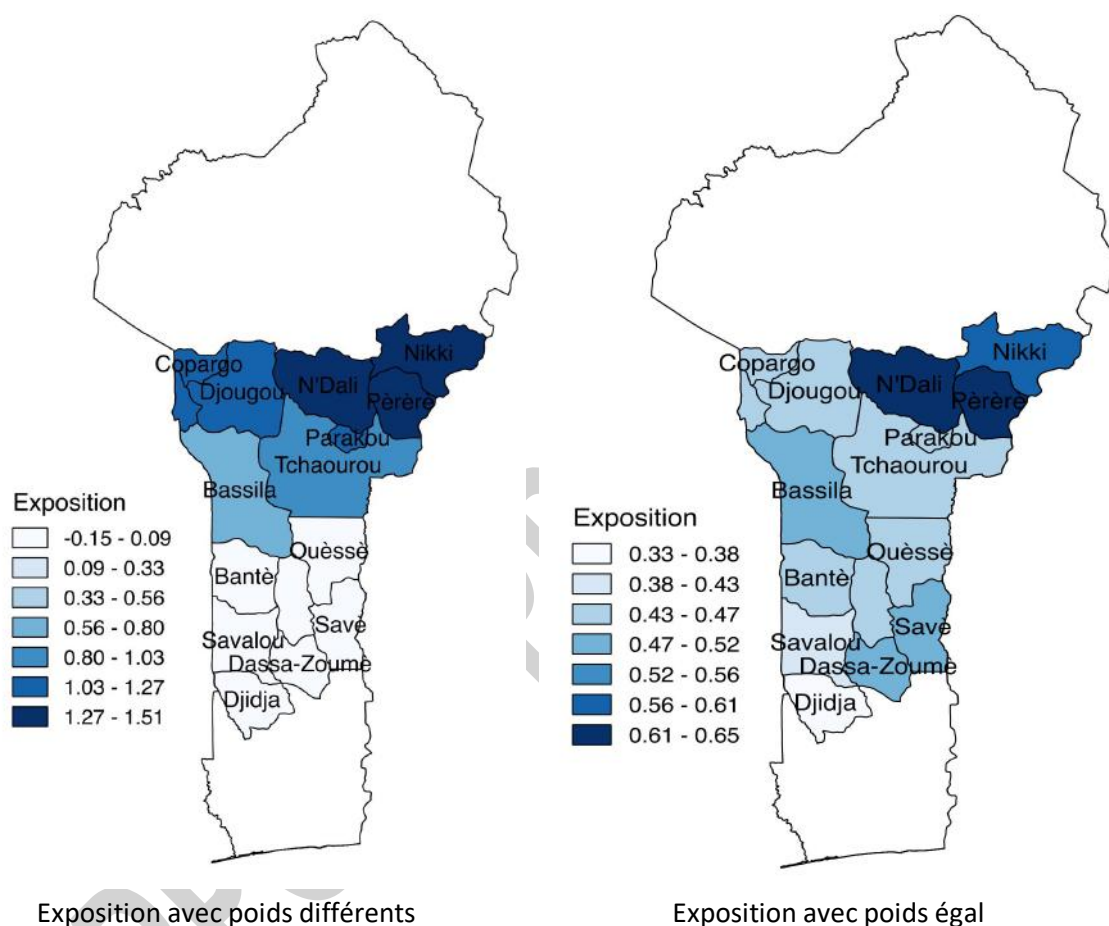 Nikki
Copargo
N'Dali
Djougou
Pèrèrè
Parakou
Tchaourou
Bassila
Exposition
-0.15 - 0.09
0.09 - 0.33
0.33 - 0.56
0.56 - 0.80
0.80 - 1.03
1.03 - 1.27
1.27 - 1.51
Ouèssè
Bantè
Savè
Savalou
Dassa-Zoumè
Djidja
Nikki
Copargo
N'Dali
Djougou
Pèrèrè
Parakou
Tchaourou
Bassila
Exposition
0.33 - 0.38
0.38 - 0.43
0.43 - 0.47
0.47 - 0.52
0.52 - 0.56
0.56 - 0.61
0.61 - 0.65
Ouèssè
Bantè
Savè
Savalou
Dassa-Zoumè
Djidja
Exposition avec poids différents
Exposition avec poids égal